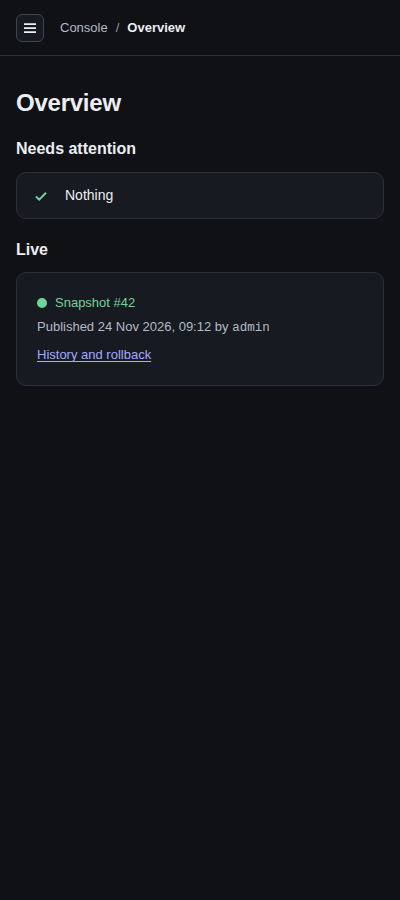 Console / Overview
Overview
Needs attention
Nothing
Live
Snapshot #42
Published 24 Nov 2026, 09:12 by admin
History and rollback